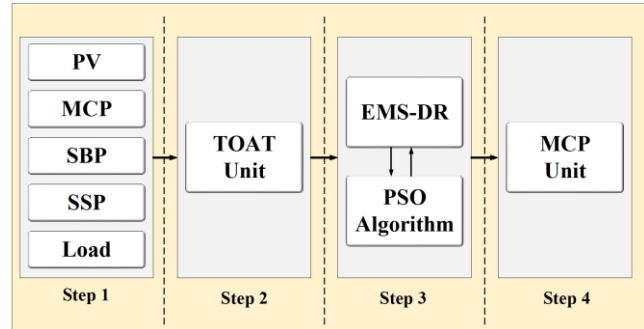 PV
MCP
SBP
SSP
Load
Step 1
TOAT
Unit
Step 2
EMS-DR
PSO
Algorithm
Step 3
MCP
Unit
Step 4